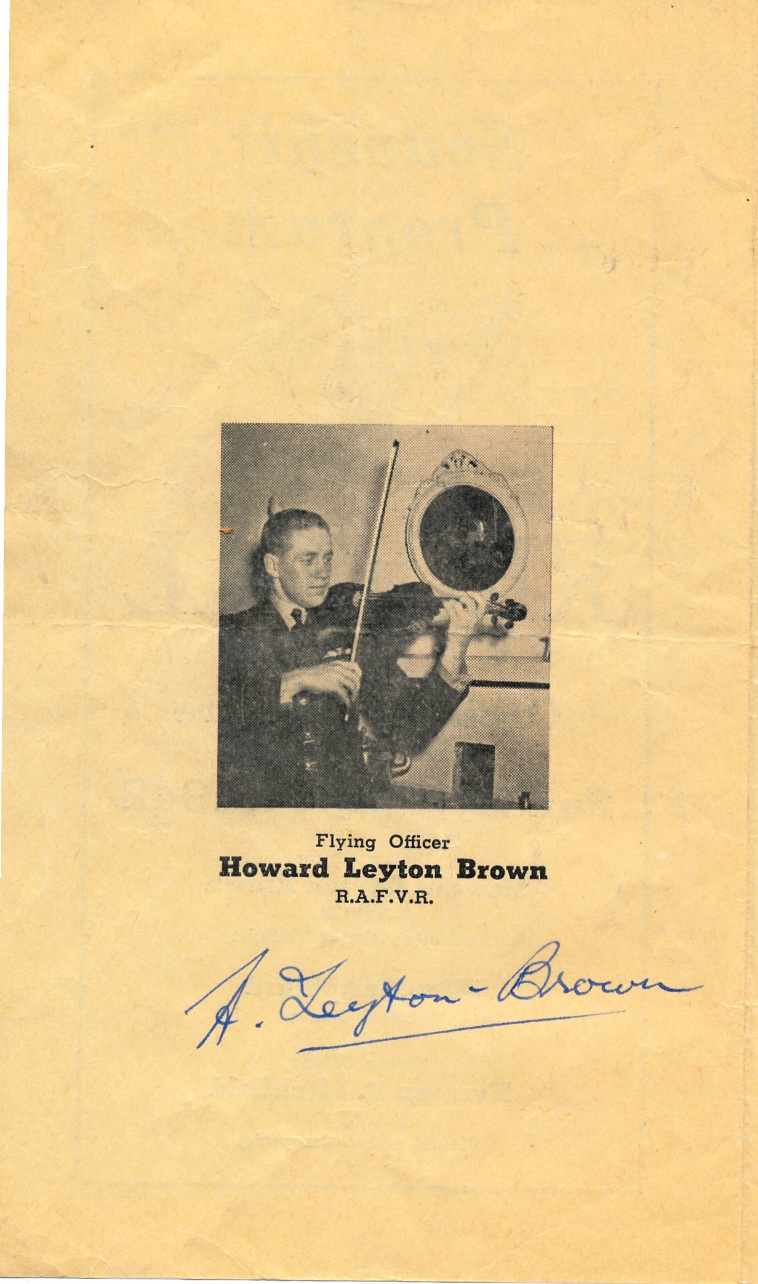 Flying Officer
Howard Leyton Brown
R.A.F.V.R.
H. Leyton-Brown